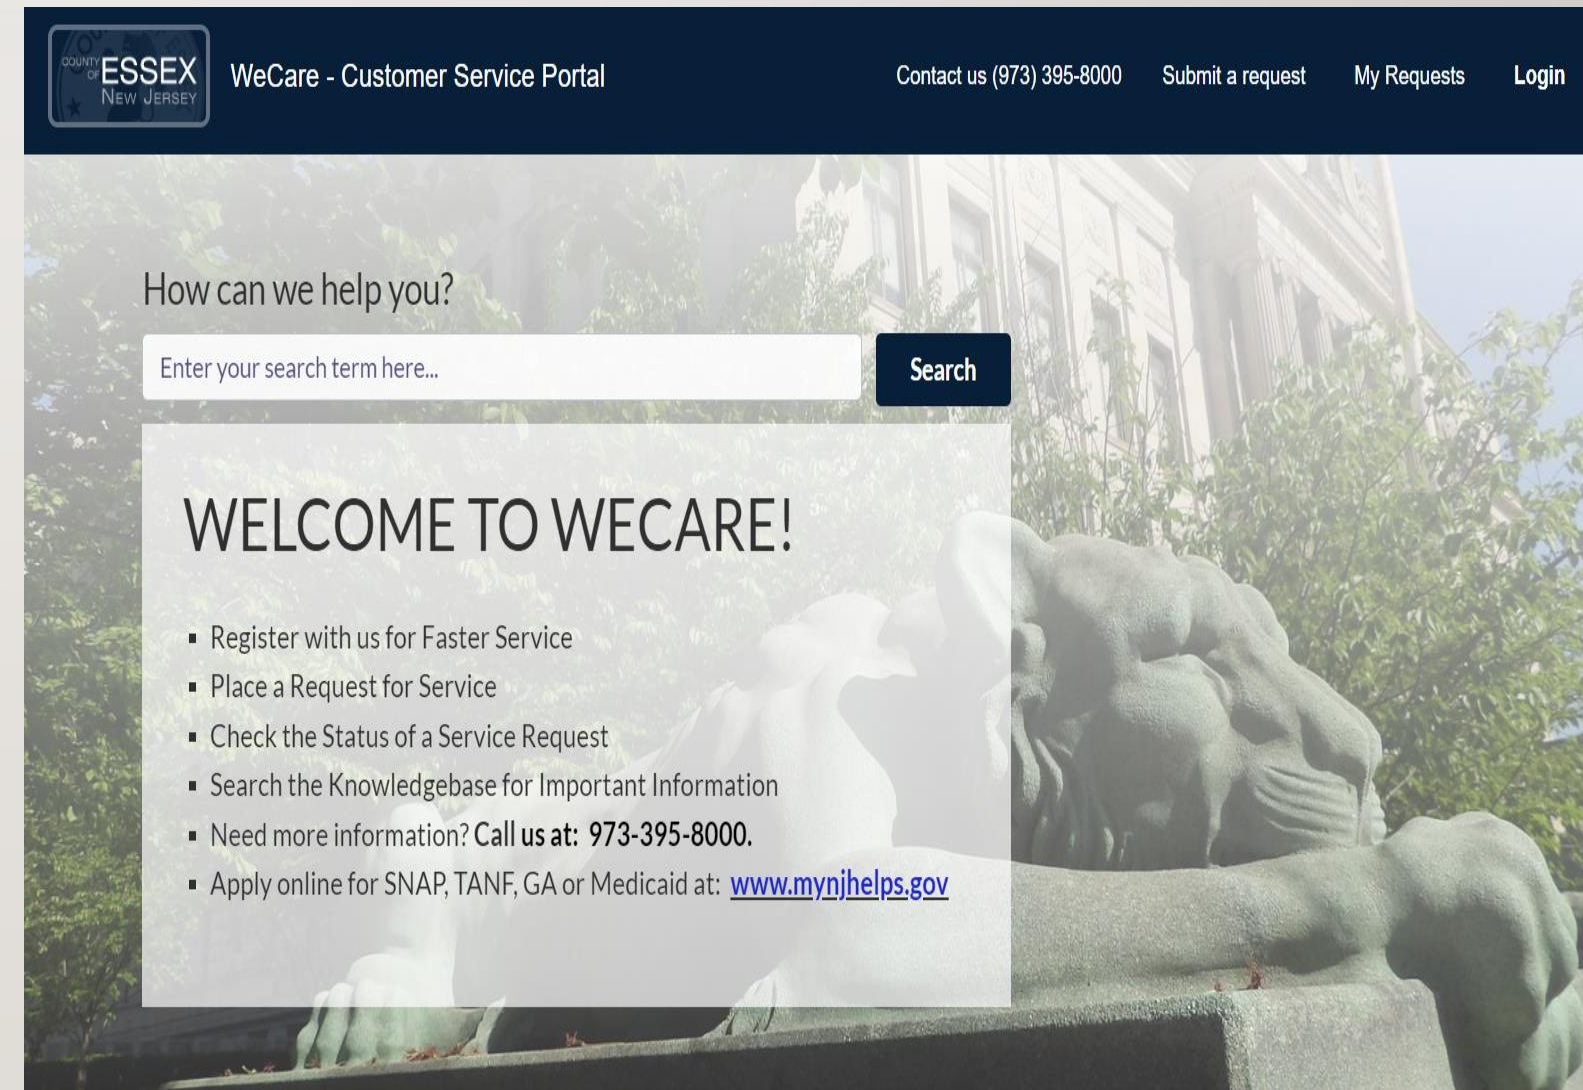 COUNTY
OF ESSEX
NEW JERSEY
WeCare - Customer Service Portal
Contact us (973) 395-8000 Submit a request My Requests Login
How can we help you?
Enter your search term here...
Search
WELCOME TO WECARE!
▪ Register with us for Faster Service
▪ Place a Request for Service
▪ Check the Status of a Service Request
▪ Search the Knowledgebase for Important Information
▪ Need more information? Call us at: 973-395-8000.
▪ Apply online for SNAP, TANF, GA or Medicaid at: www.mynjhelps.gov